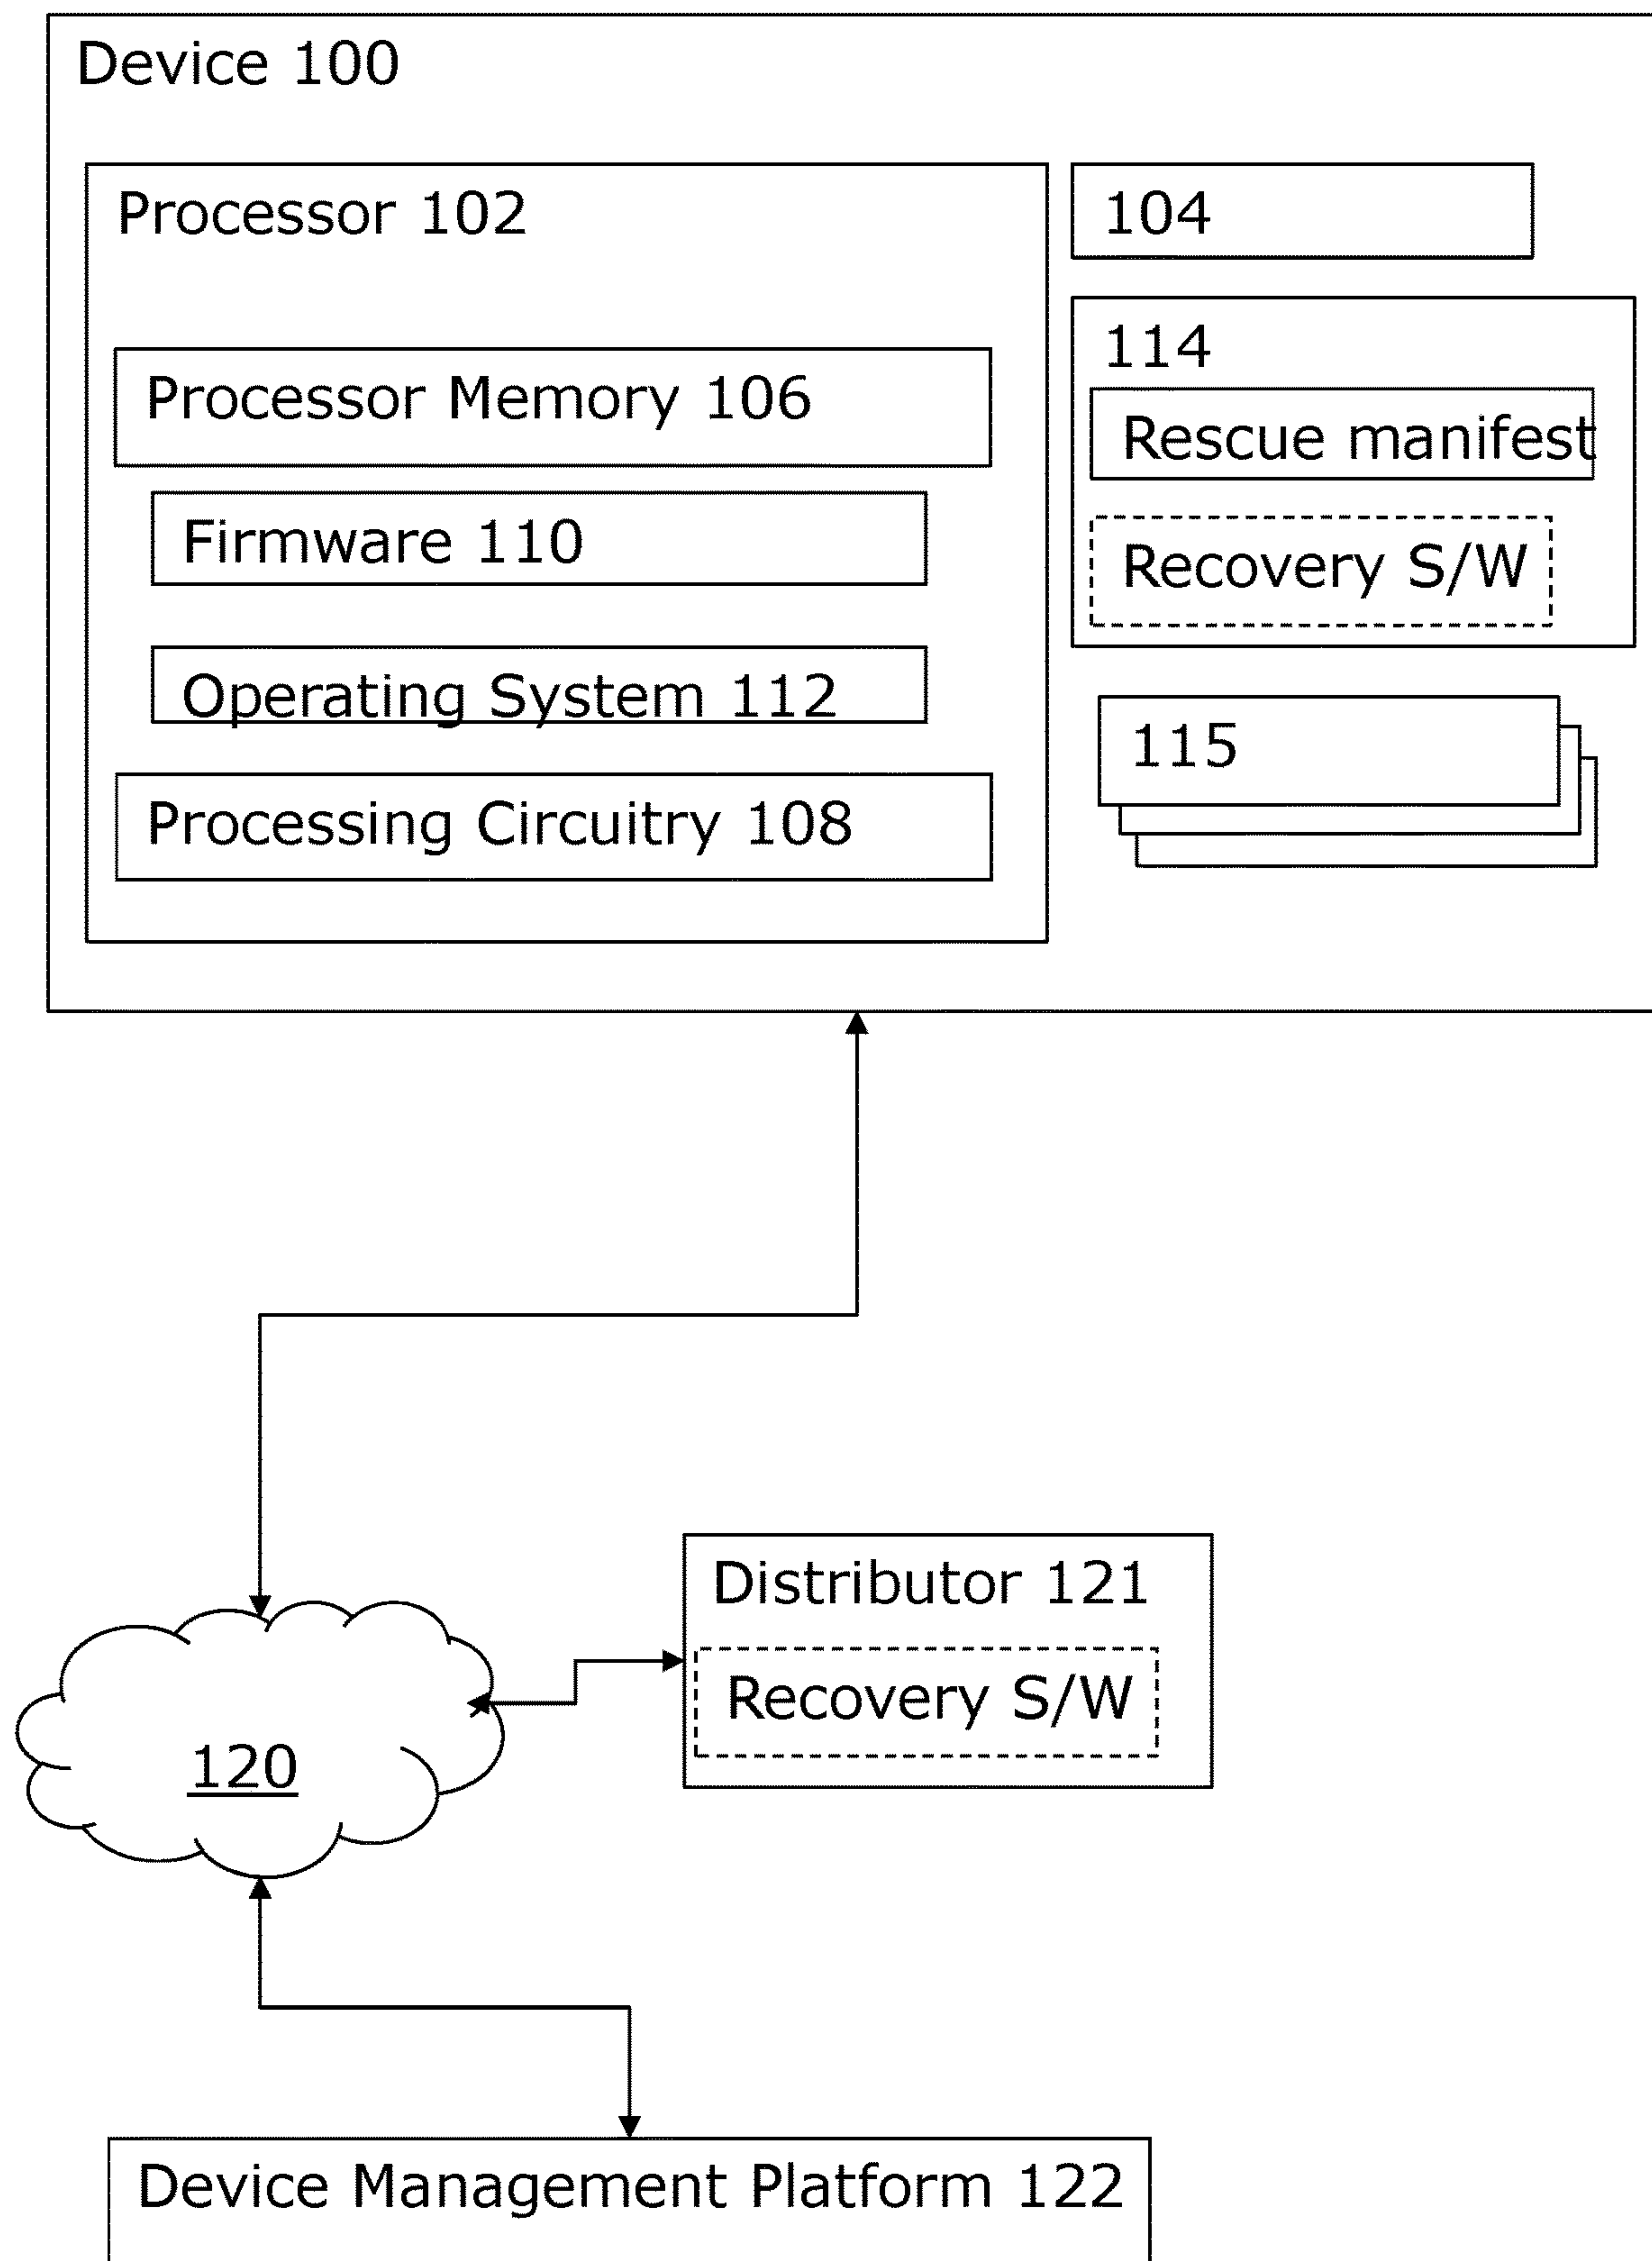 Device 100
Processor 102
Processor Memory 106
Firmware 110
Operating System 112
Processing Circuitry 108
104
114
Rescue manifest
Recovery S/W
115
Distributor 121
Recovery S/W
120
Device Management Platform 122